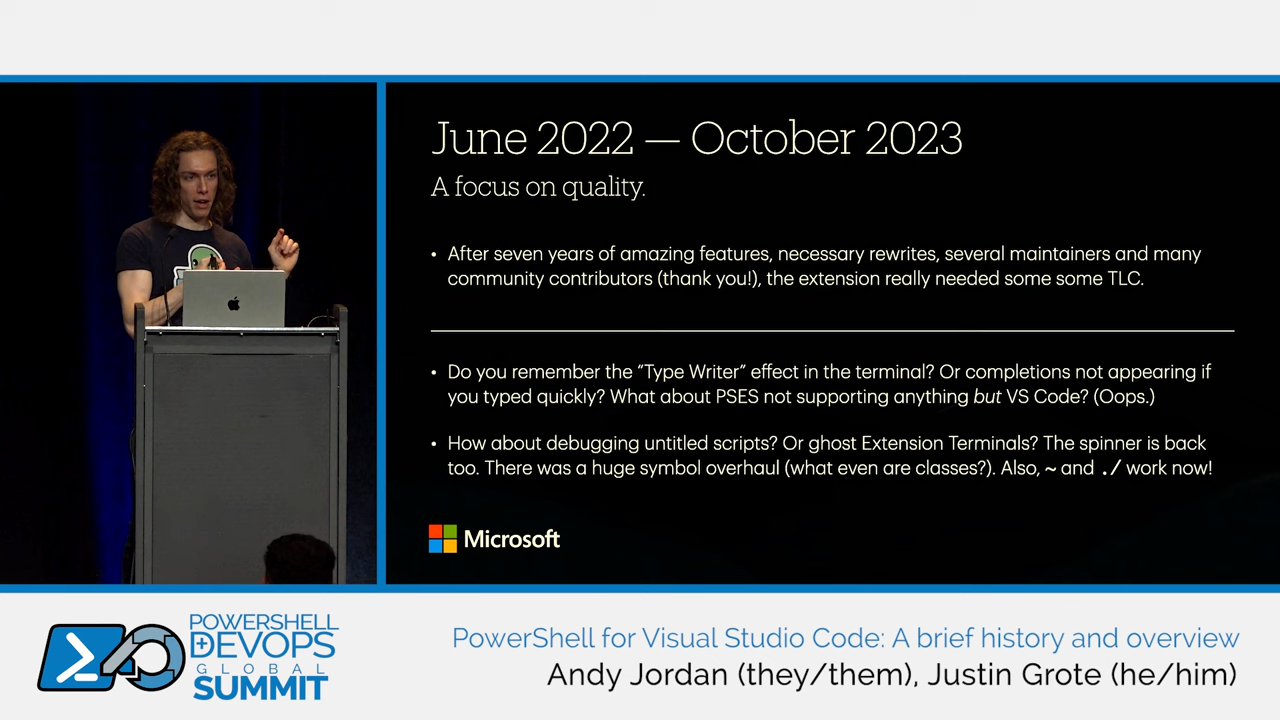 June 2022 — October 2023
A focus on quality.
• After seven years of amazing features, necessary rewrites, several maintainers and many
community contributors (thank you!), the extension really needed some some TLC.
• Do you remember the “Type Writer” effect in the terminal? Or completions not appearing if
you typed quickly? What about PSES not supporting anything but VS Code? (Oops.)
• How about debugging untitled scripts? Or ghost Extension Terminals? The spinner is back
too. There was a huge symbol overhaul (what even are classes?). Also, ~ and ./ work now!
Microsoft
POWERSHELL
+DEVOPS
GLOBAL
SUMMIT
PowerShell for Visual Studio Code: A brief history and overview
Andy Jordan (they/them), Justin Grote (he/him)